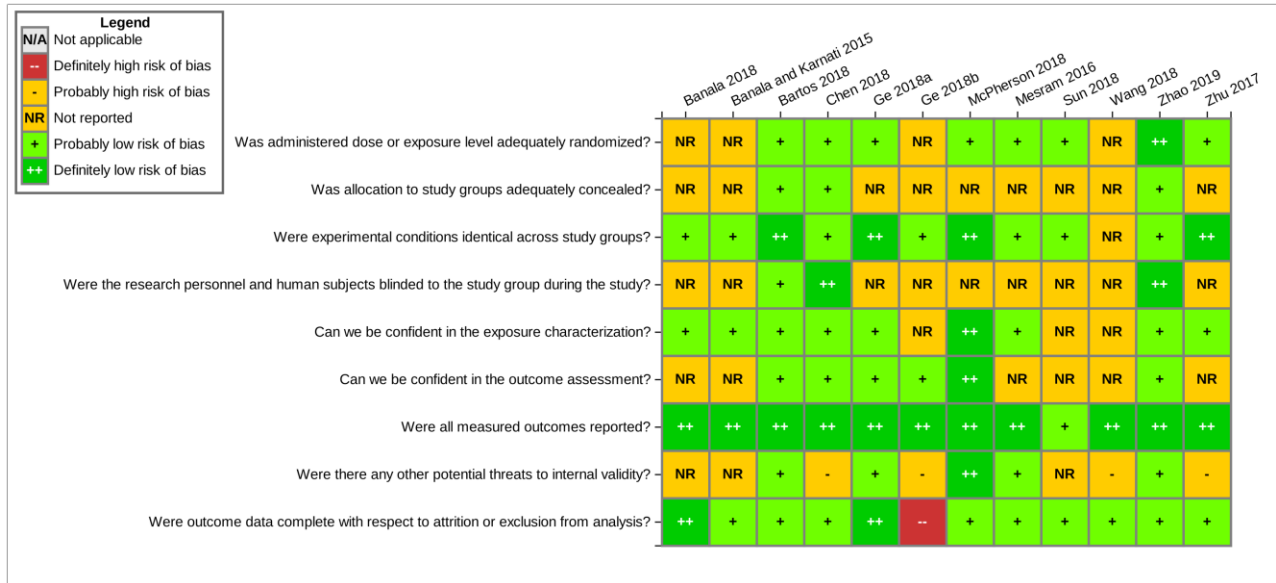 Legend
N/A Not applicable
-- Definitely high risk of bias
- Probably high risk of bias
NR Not reported
+ Probably low risk of bias
++ Definitely low risk of bias
Banala 2018
Banala and Karnati 2015
Bartos 2018
Chen 2018
Ge 2018a
Ge 2018b
McPherson 2018
Mesram 2016
Sun 2018
Wang 2018
Zhao 2019
Zhu 2017
Was administered dose or exposure level adequately randomized? NR NR + + + NR + + + NR ++ +
Was allocation to study groups adequately concealed? NR NR + + NR NR NR NR NR NR + NR
Were experimental conditions identical across study groups? + + ++ + ++ + ++ + + NR + ++
Were the research personnel and human subjects blinded to the study group during the study? NR NR + ++ NR NR NR NR NR NR ++ NR
Can we be confident in the exposure characterization? + + + + + NR ++ + NR NR + +
Can we be confident in the outcome assessment? NR NR + + + + ++ NR NR NR + NR
Were all measured outcomes reported? ++ ++ ++ ++ ++ ++ ++ ++ + ++ ++ ++
Were there any other potential threats to internal validity? NR NR + - + - ++ + NR - + -
Were outcome data complete with respect to attrition or exclusion from analysis? ++ + + + ++ -- + + + + + +